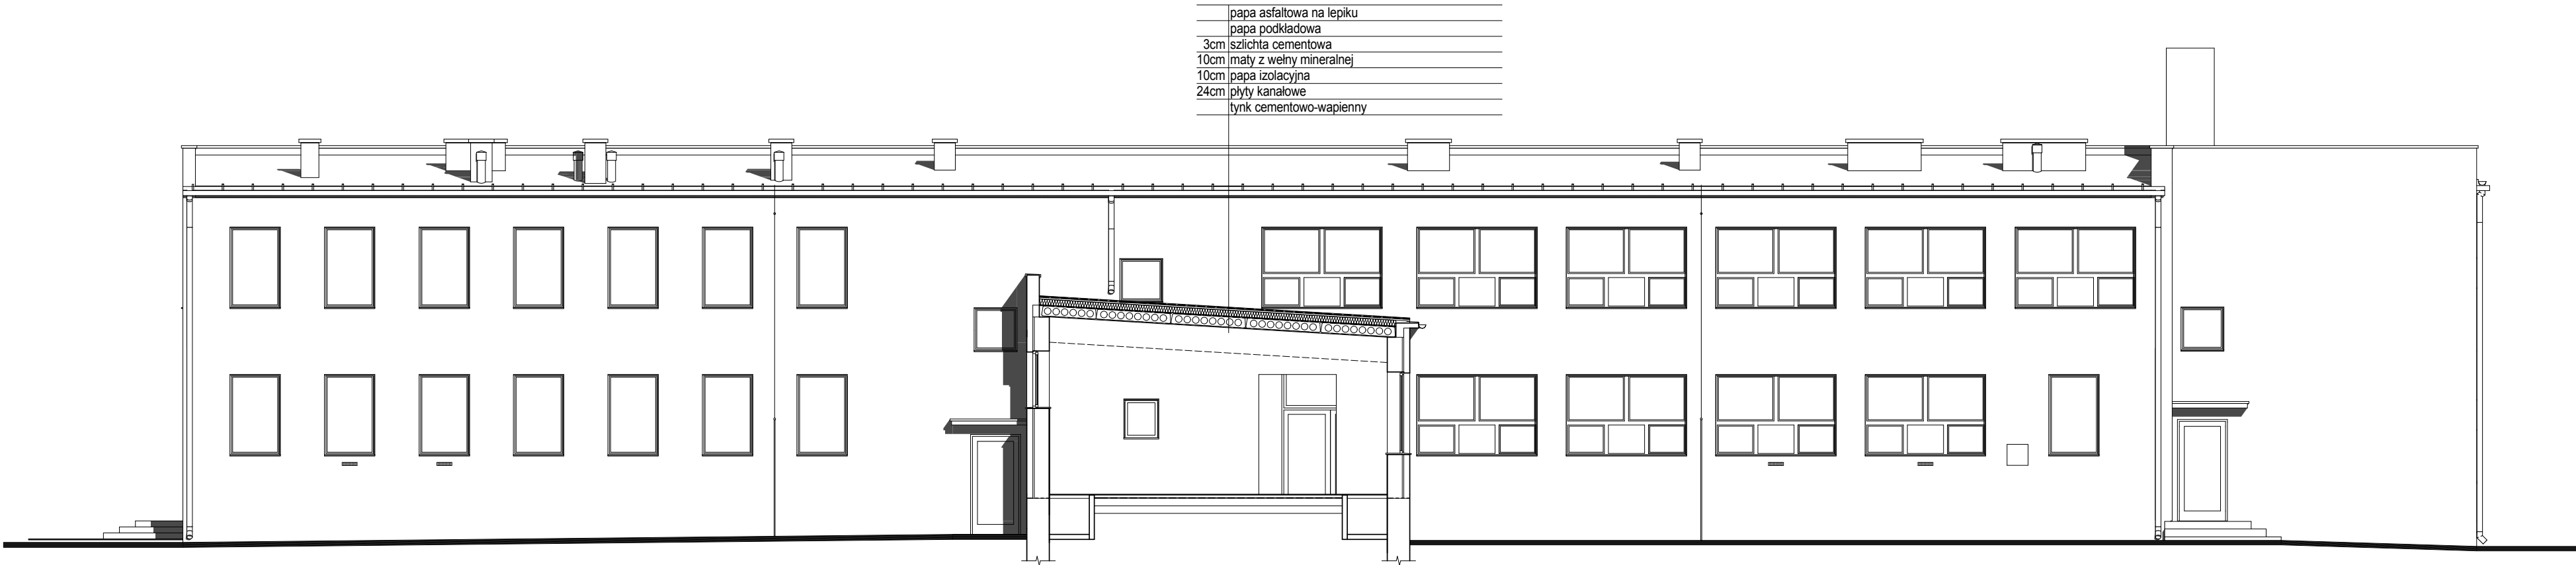 papa asfaltowa na lepiku
papa podkładowa
3cm szlichta cementowa
10cm maty z wełny mineralnej
10cm papa izolacyjna
24cm płyty kanałowe
tynk cementowo-wapienny